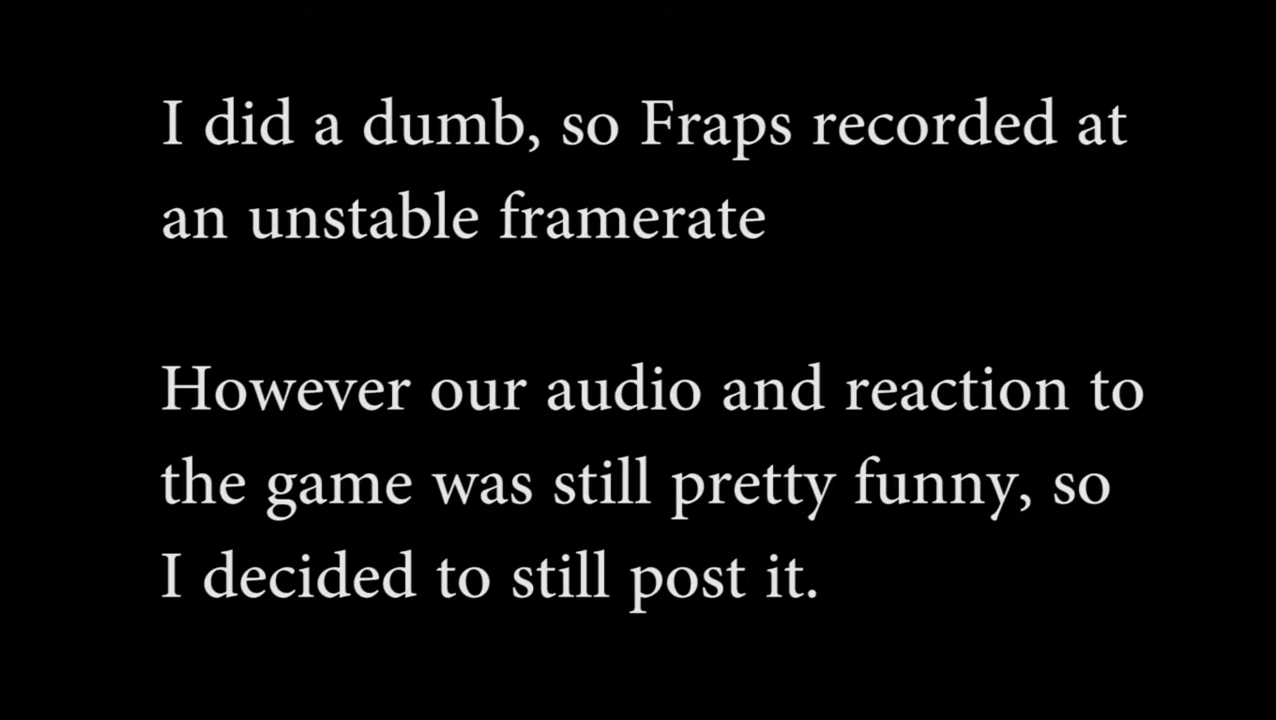 I did a dumb, so Fraps recorded at
an unstable framerate
However our audio and reaction to
the game was still pretty funny, so
I decided to still post it.